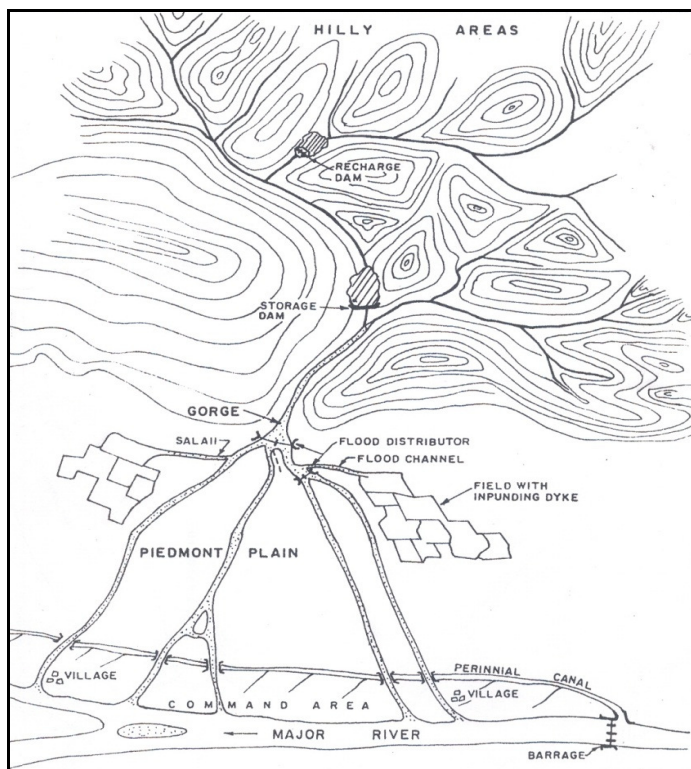 HILLY AREAS
RECHARGE
DAM
STORAGE
DAM
GORGE
SALAII
FLOOD DISTRIBUTOR
FLOOD CHANNEL
FIELD WITH
INPUNDING DYKE
PIEDMONT PLAIN
PERINNIAL CANAL
VILLAGE
VILLAGE
COMMAND AREA
MAJOR RIVER
BARRAGE